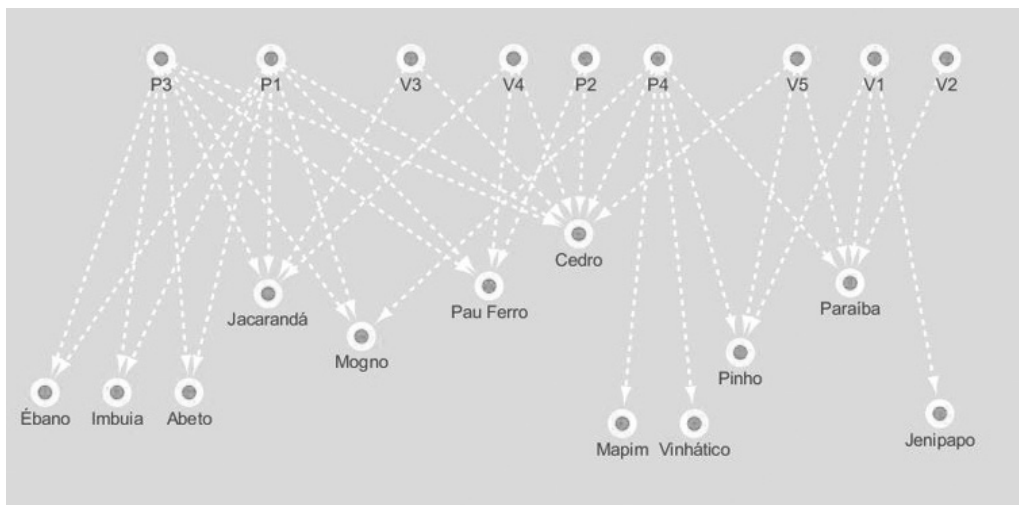 P3 P1 V3 V4 P2 P4 V5 V1 V2
Cedro
Jacarandá Pau Ferro Paraíba
Mogno
Pinho
Ébano Imbuia Abeto
Mapim Vinhático Jenipapo